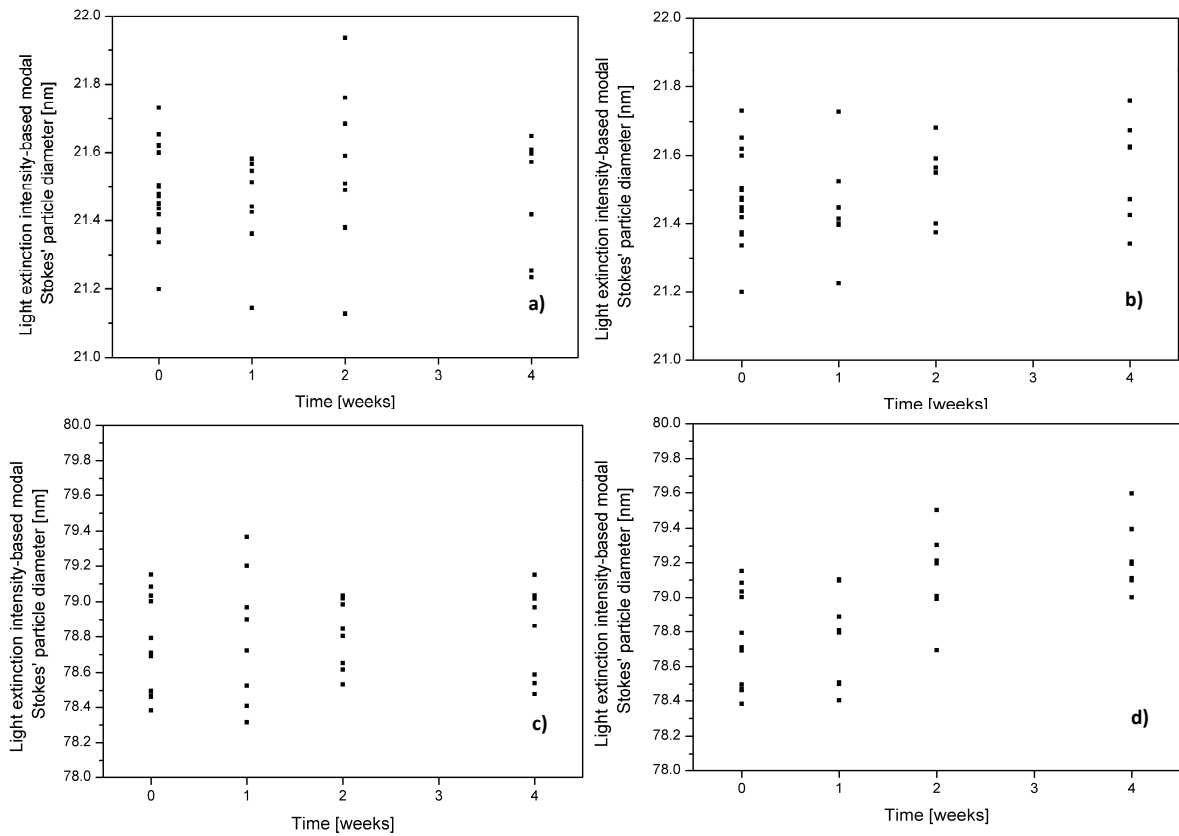 22.0
21.8
21.6
21.4
21.2
21.0
0 1 2 3 4
Time [weeks]
Light extinction intensity-based modal
Stokes' particle diameter [nm]
a)
22.0
21.8
21.6
21.4
21.2
21.0
0 1 2 3 4
Time [weeks]
Light extinction intensity-based modal
Stokes' particle diameter [nm]
b)
80.0
79.8
79.6
79.4
79.2
79.0
78.8
78.6
78.4
78.2
78.0
0 1 2 3 4
Time [weeks]
Light extinction intensity-based modal
Stokes' particle diameter [nm]
c)
80.0
79.8
79.6
79.4
79.2
79.0
78.8
78.6
78.4
78.2
78.0
0 1 2 3 4
Time [weeks]
Light extinction intensity-based modal
Stokes' particle diameter [nm]
d)